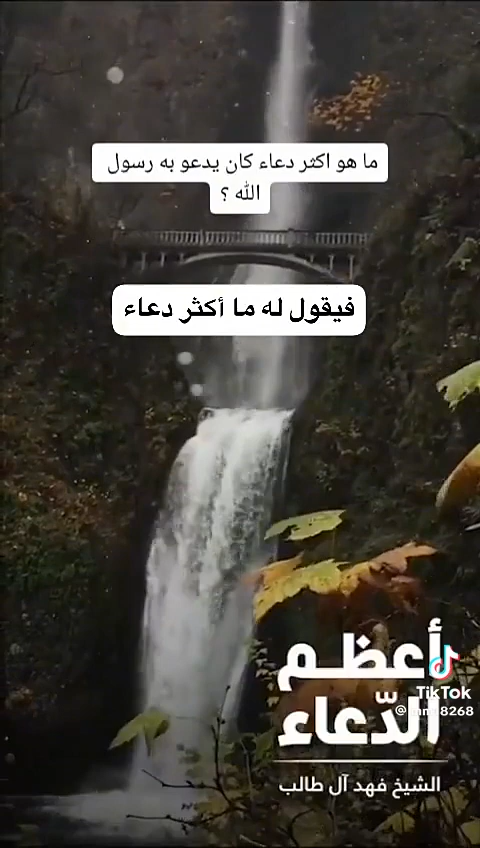 ما هو اكثر دعاء كان يدعو به رسول
الله ؟
فيقول له ما أكثر دعاء
أعظم
الدّعاء
TikTok
الشيخ فهد آل طالب